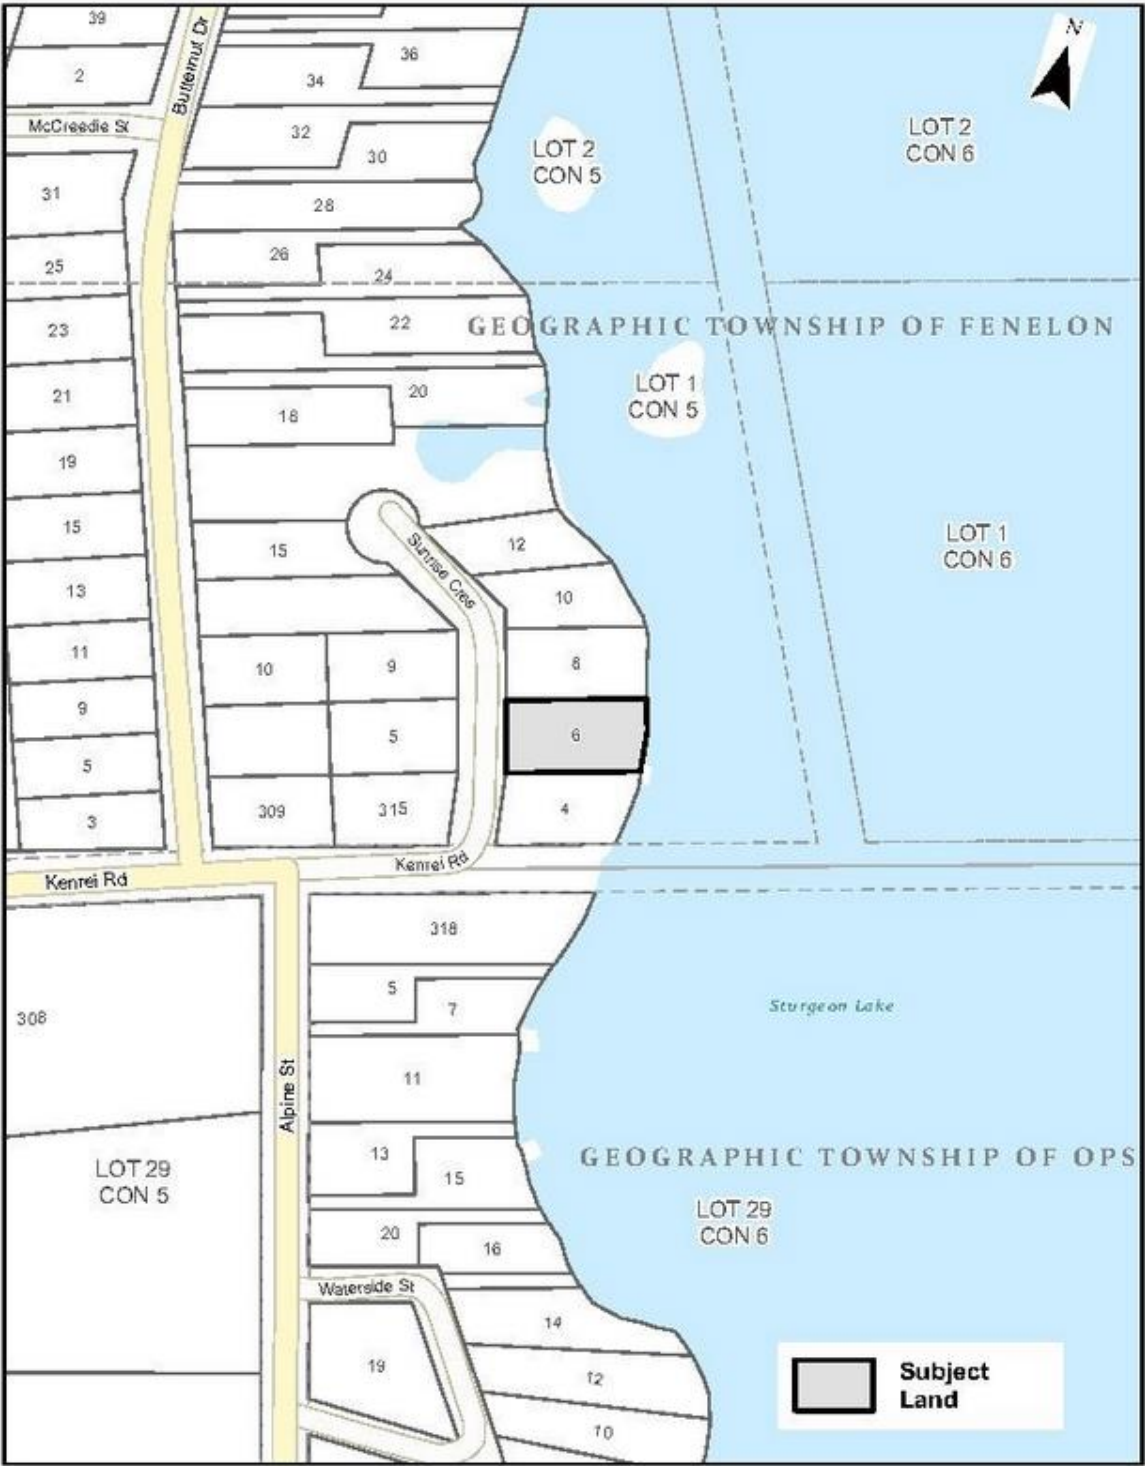 N
39
36
2
34
Butternut Dr
McCreedie St
32
30
LOT 2
CON 5
LOT 2
CON 6
31
28
26
24
25
23
22
GEOGRAPHIC TOWNSHIP OF FENELON
21
18
20
LOT 1
CON 5
19
15
15
Sunrise Cres
12
LOT 1
CON 6
13
10
11
10
9
8
9
5
6
5
3
309
315
4
Kenrei Rd
Kenrei Rd
318
308
5
7
Sturgeon Lake
Alpine St
11
13
15
GEOGRAPHIC TOWNSHIP OF OPS
LOT 29
CON 5
LOT 29
CON 6
20
16
Waterside St
14
19
12
10
Subject
Land